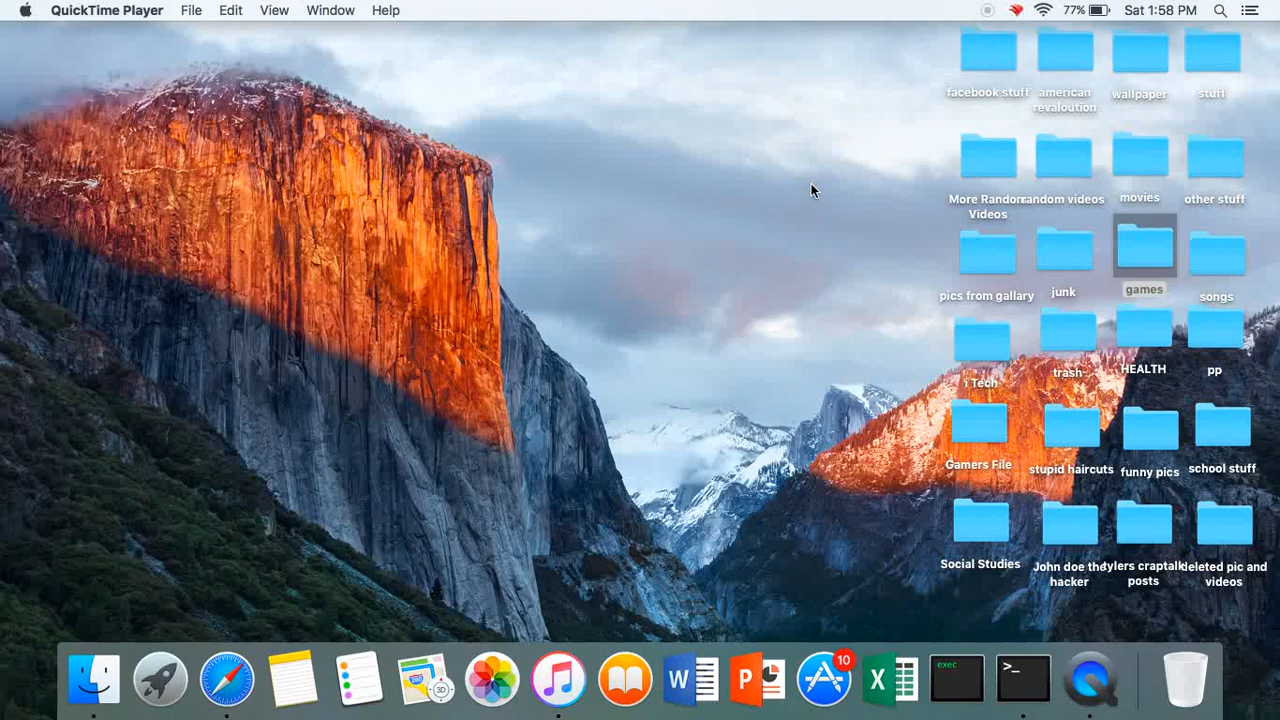 QuickTime Player File Edit View Window Help 77% Sat 1:58 PM
facebook stuff
american
revaloution
wallpaper
stuff
More Random
Videos
random videos
movies
other stuff
pics from gallary
junk
games
songs
i Tech
trash
HEALTH
pp
Gamers File
stupid haircuts
funny pics
school stuff
Social Studies
John doe the
hacker
tylers craptalk
posts
deleted pic and
videos
3D
W
P
10
X
exec
>_